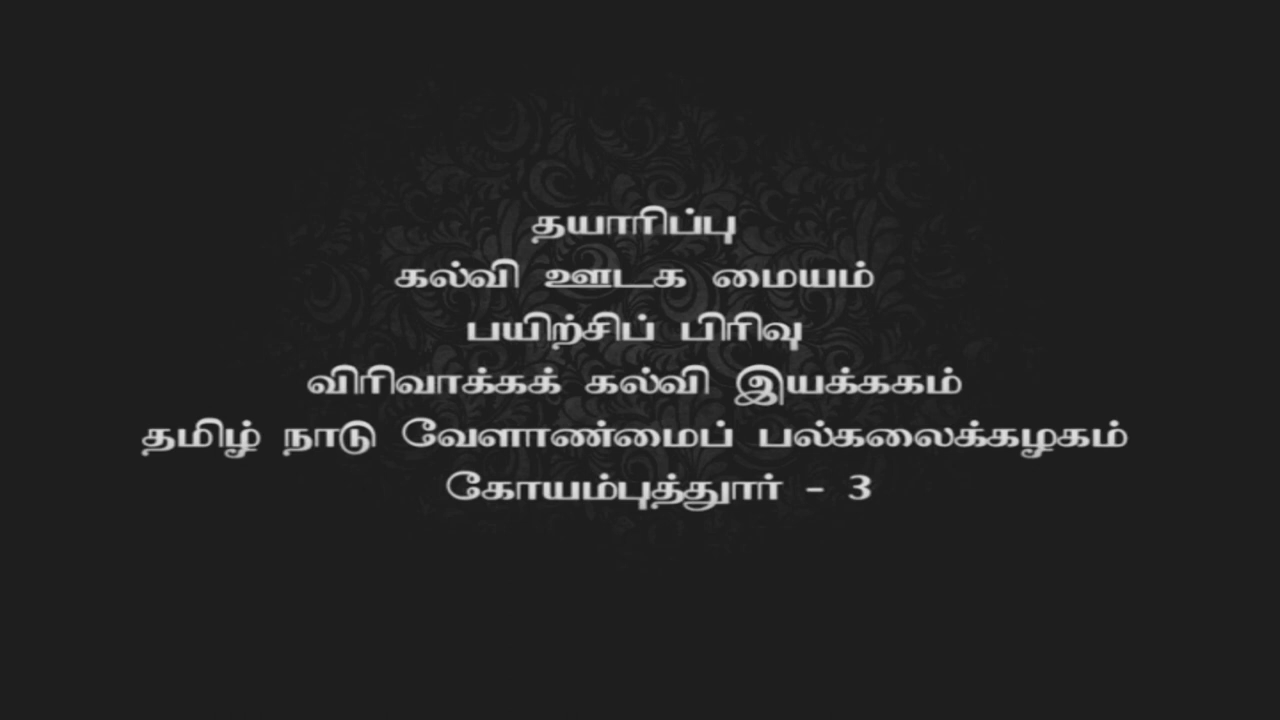 தயாரிப்பு
கல்வி ஊடக மையம்
பயிற்சிப் பிரிவு
விரிவாக்கக் கல்வி இயக்ககம்
தமிழ் நாடு வேளாண்மைப் பல்கலைக்கழகம்
கோயம்புத்தூர் - 3